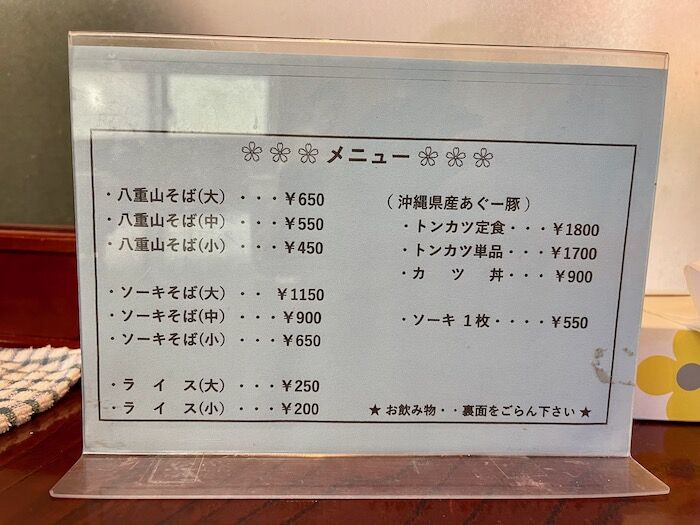 メニュー
・八重山そば(大)・・・￥650
・八重山そば(中)・・・￥550
・八重山そば(小)・・・￥450
・ソーキそば(大)・・￥1150
・ソーキそば(中)・・・￥900
・ソーキそば(小)・・・￥650
・ライス(大)・・・￥250
・ライス(小)・・・￥200
（沖縄県産あぐー豚）
・トンカツ定食・・・￥1800
・トンカツ単品・・・￥1700
・カツ丼・・・￥900
・ソーキ１枚・・・・￥550
★お飲み物・・裏面をごらん下さい★